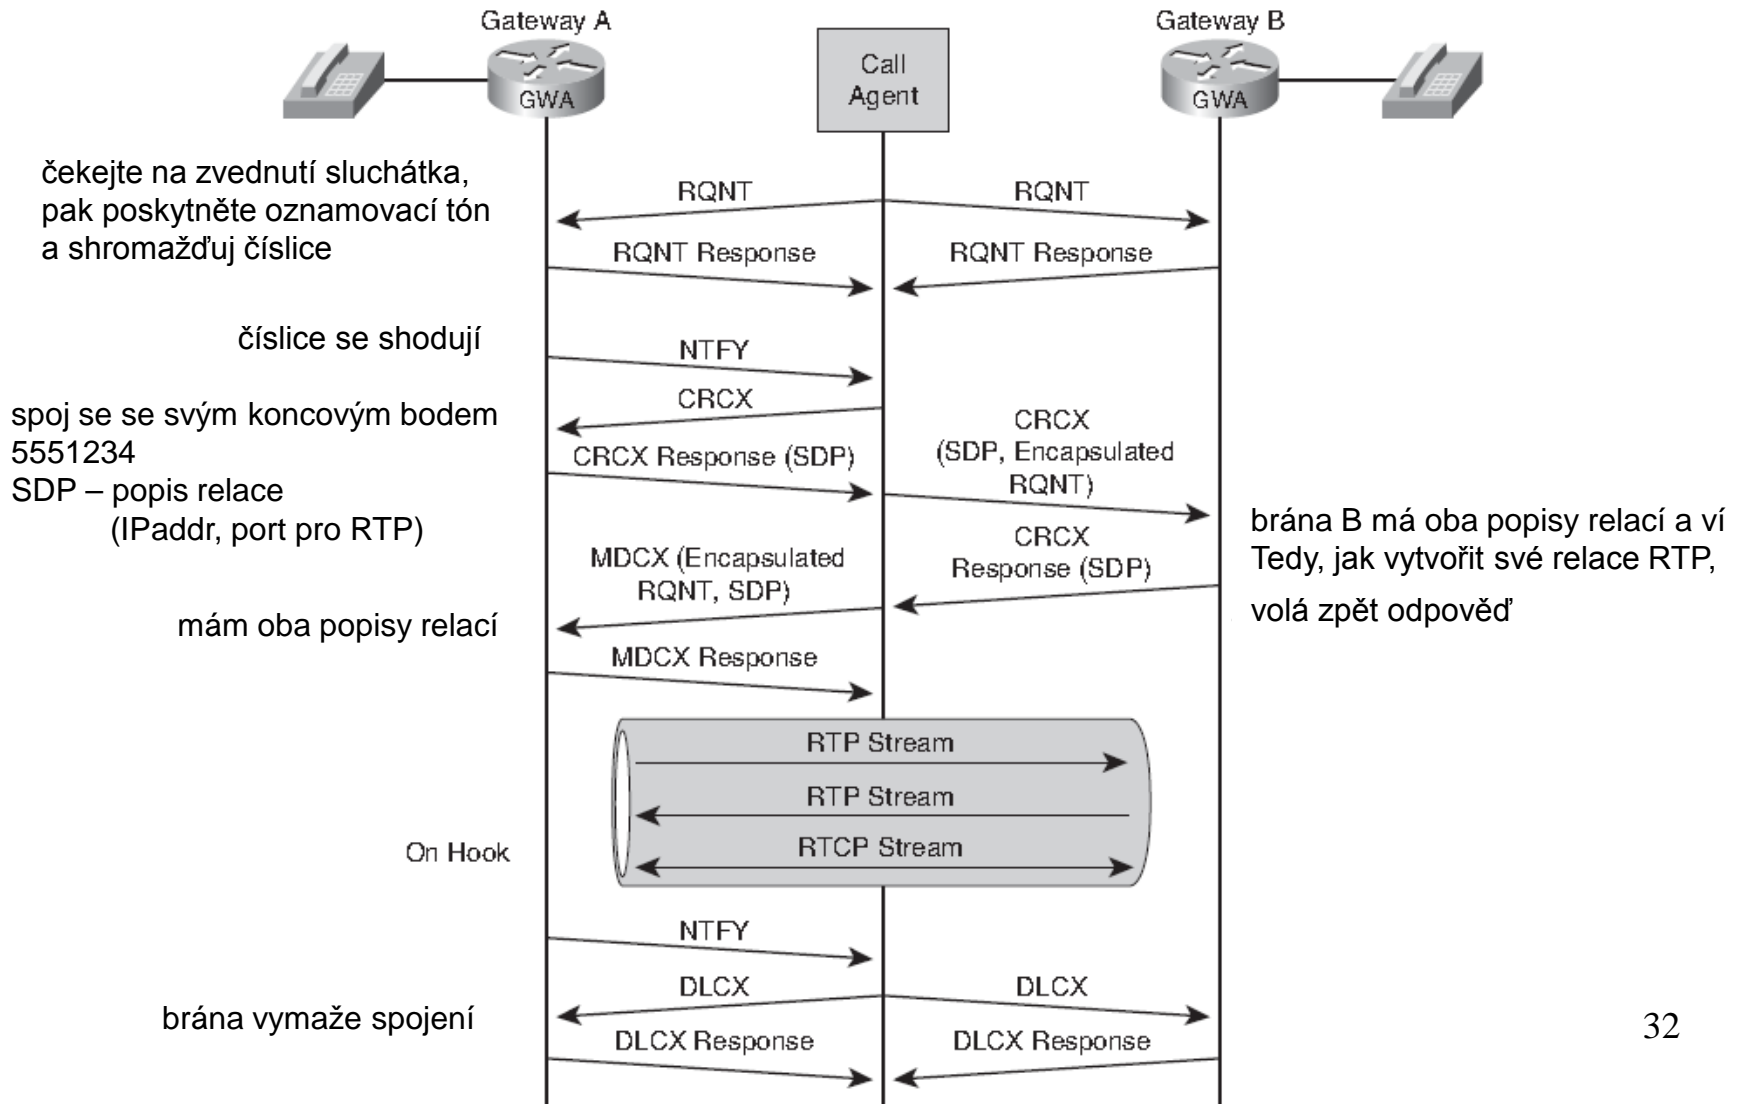 Gateway A
Gateway B
Call
Agent
GWA
GWA
čekejte na zvednutí sluchátka,
pak poskytněte oznamovací tón
a shromažďuj číslice
RQNT
RQNT
RQNT Response
RQNT Response
číslice se shodují
NTFY
spoj se se svým koncovým bodem
5551234
SDP – popis relace
(IPaddr, port pro RTP)
CRCX
CRCX Response (SDP)
CRCX
(SDP, Encapsulated
RQNT)
CRCX
Response (SDP)
brána B má oba popisy relací a ví
Tedy, jak vytvořit své relace RTP,
volá zpět odpověď
MDCX (Encapsulated
RQNT, SDP)
mám oba popisy relací
MDCX Response
RTP Stream
RTP Stream
RTCP Stream
On Hook
NTFY
DLCX
DLCX
brána vymaže spojení
DLCX Response
DLCX Response
32